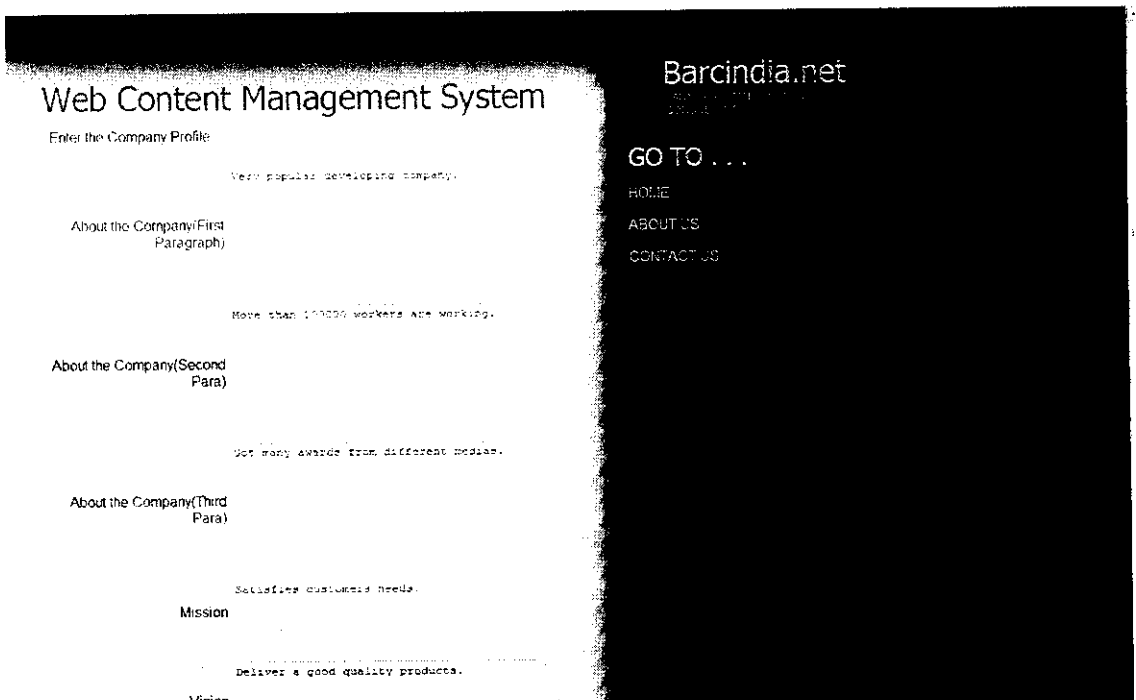 Web Content Management System
Enter the Company Profile
Very popular developing company.
About the Company(First
Paragraph)
More than workers are working.
About the Company(Second
Para)
Got many awards from different medias.
About the Company(Third
Para)
Satisfies customers needs.
Mission
Deliver a good quality products.
Vision
Barcindia.net
GO TO . . .
HOME
ABOUT US
CONTACT US